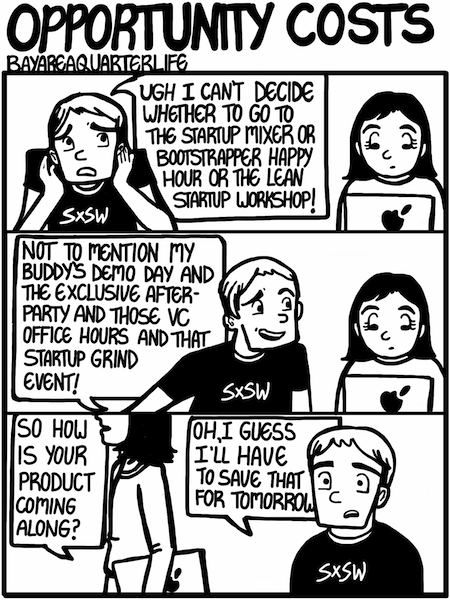 OPPORTUNITY COSTS
BAYAREAQUARTERLIFE
UGH I CAN'T DECIDE
WHETHER TO GO TO
THE STARTUP MIXER OR
BOOTSTRAPPER HAPPY
HOUR OR THE LEAN
STARTUP WORKSHOP!
SXSW
NOT TO MENTION MY
BUDDY'S DEMO DAY AND
THE EXCLUSIVE AFTER-
PARTY AND THOSE VC
OFFICE HOURS AND THAT
STARTUP GRIND
EVENT!
SXSW
SO HOW
IS YOUR
PRODUCT
COMING
ALONG?
OH, I GUESS
I'LL HAVE
TO SAVE THAT
FOR TOMORROW
SXSW